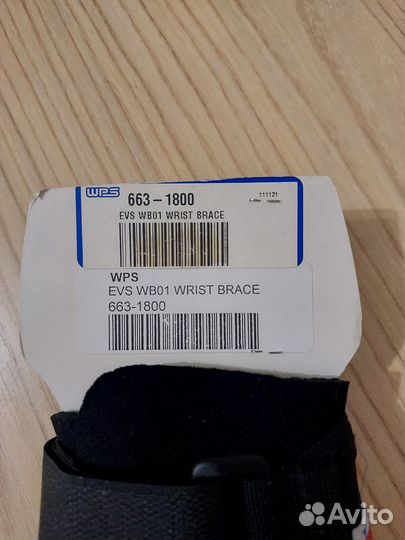 WPS 663-1800 111121
EVS WB01 WRIST BRACE
WPS
EVS WB01 WRIST BRACE
663-1800
Avito